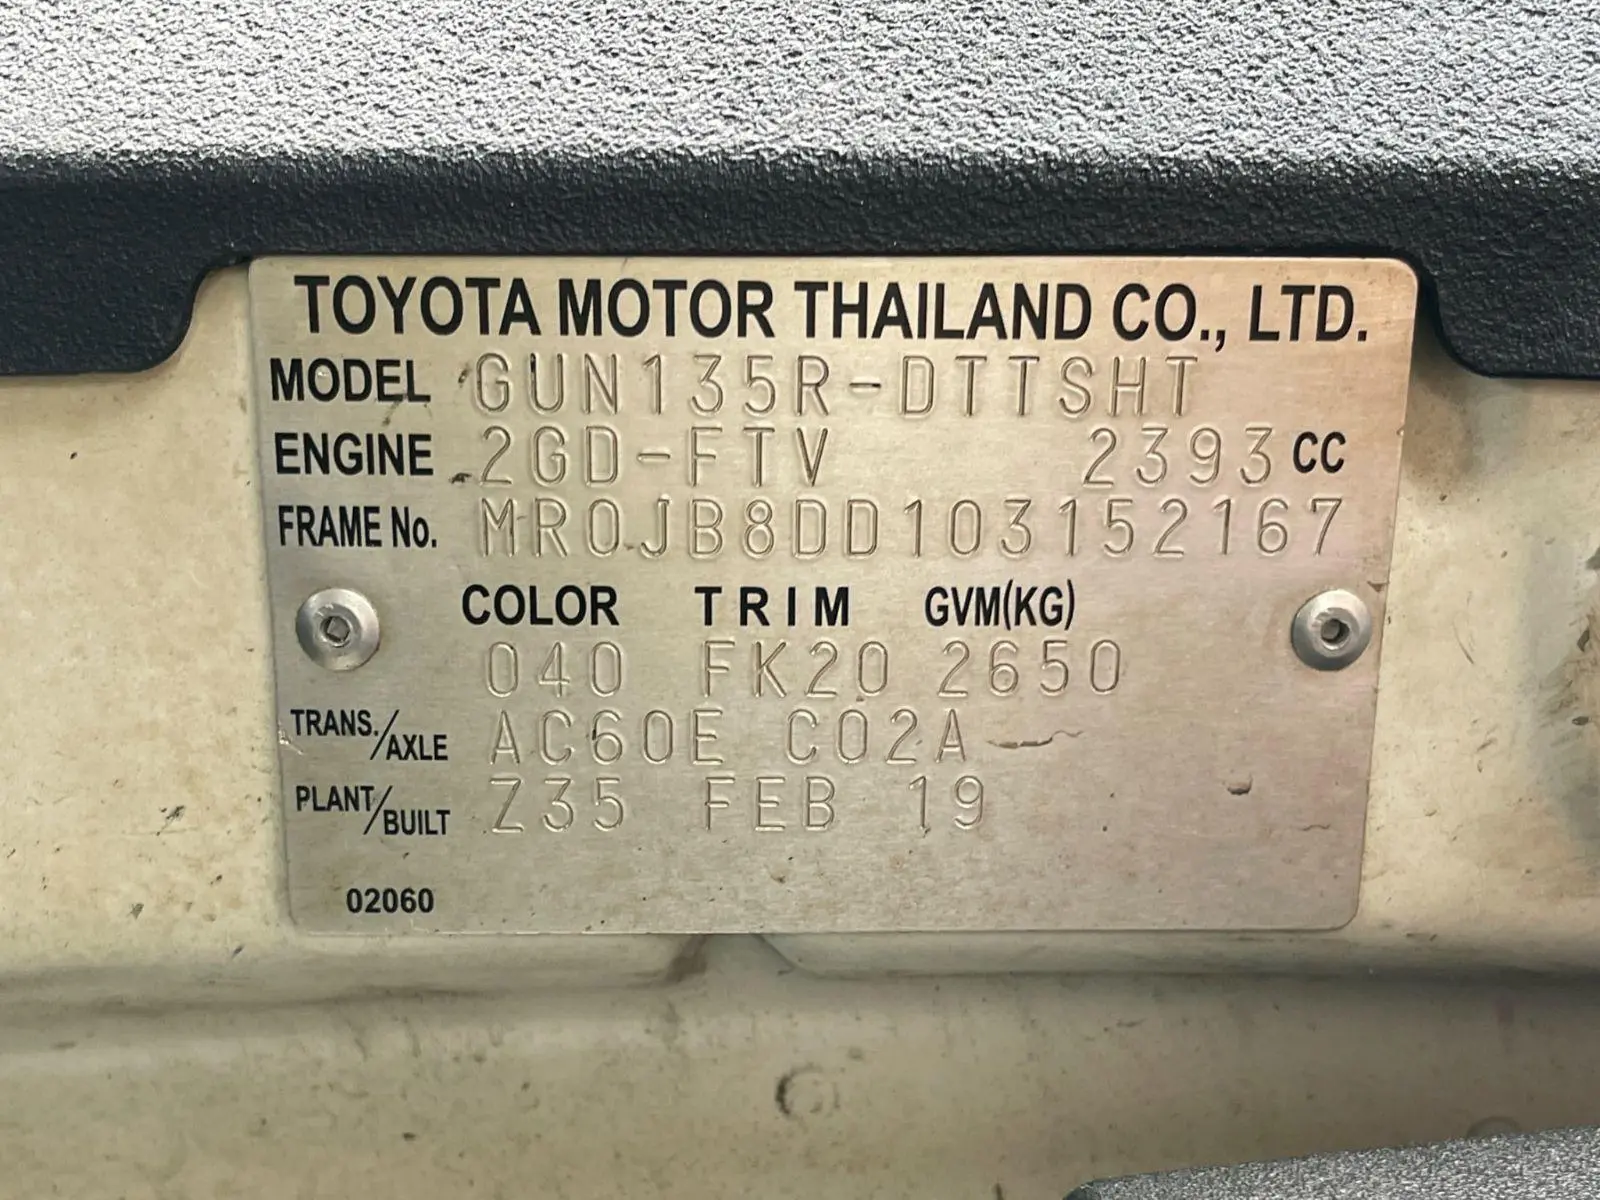 TOYOTA MOTOR THAILAND CO., LTD.
MODEL GUN135R-DTTSHT
ENGINE 2GD-FTV 2393 CC
FRAME No. MR0JB8DD103152167
COLOR TRIM GVM(KG)
040 FK20 2650
TRANS./AXLE AC60E C02A
PLANT/BUILT Z35 FEB 19
02060